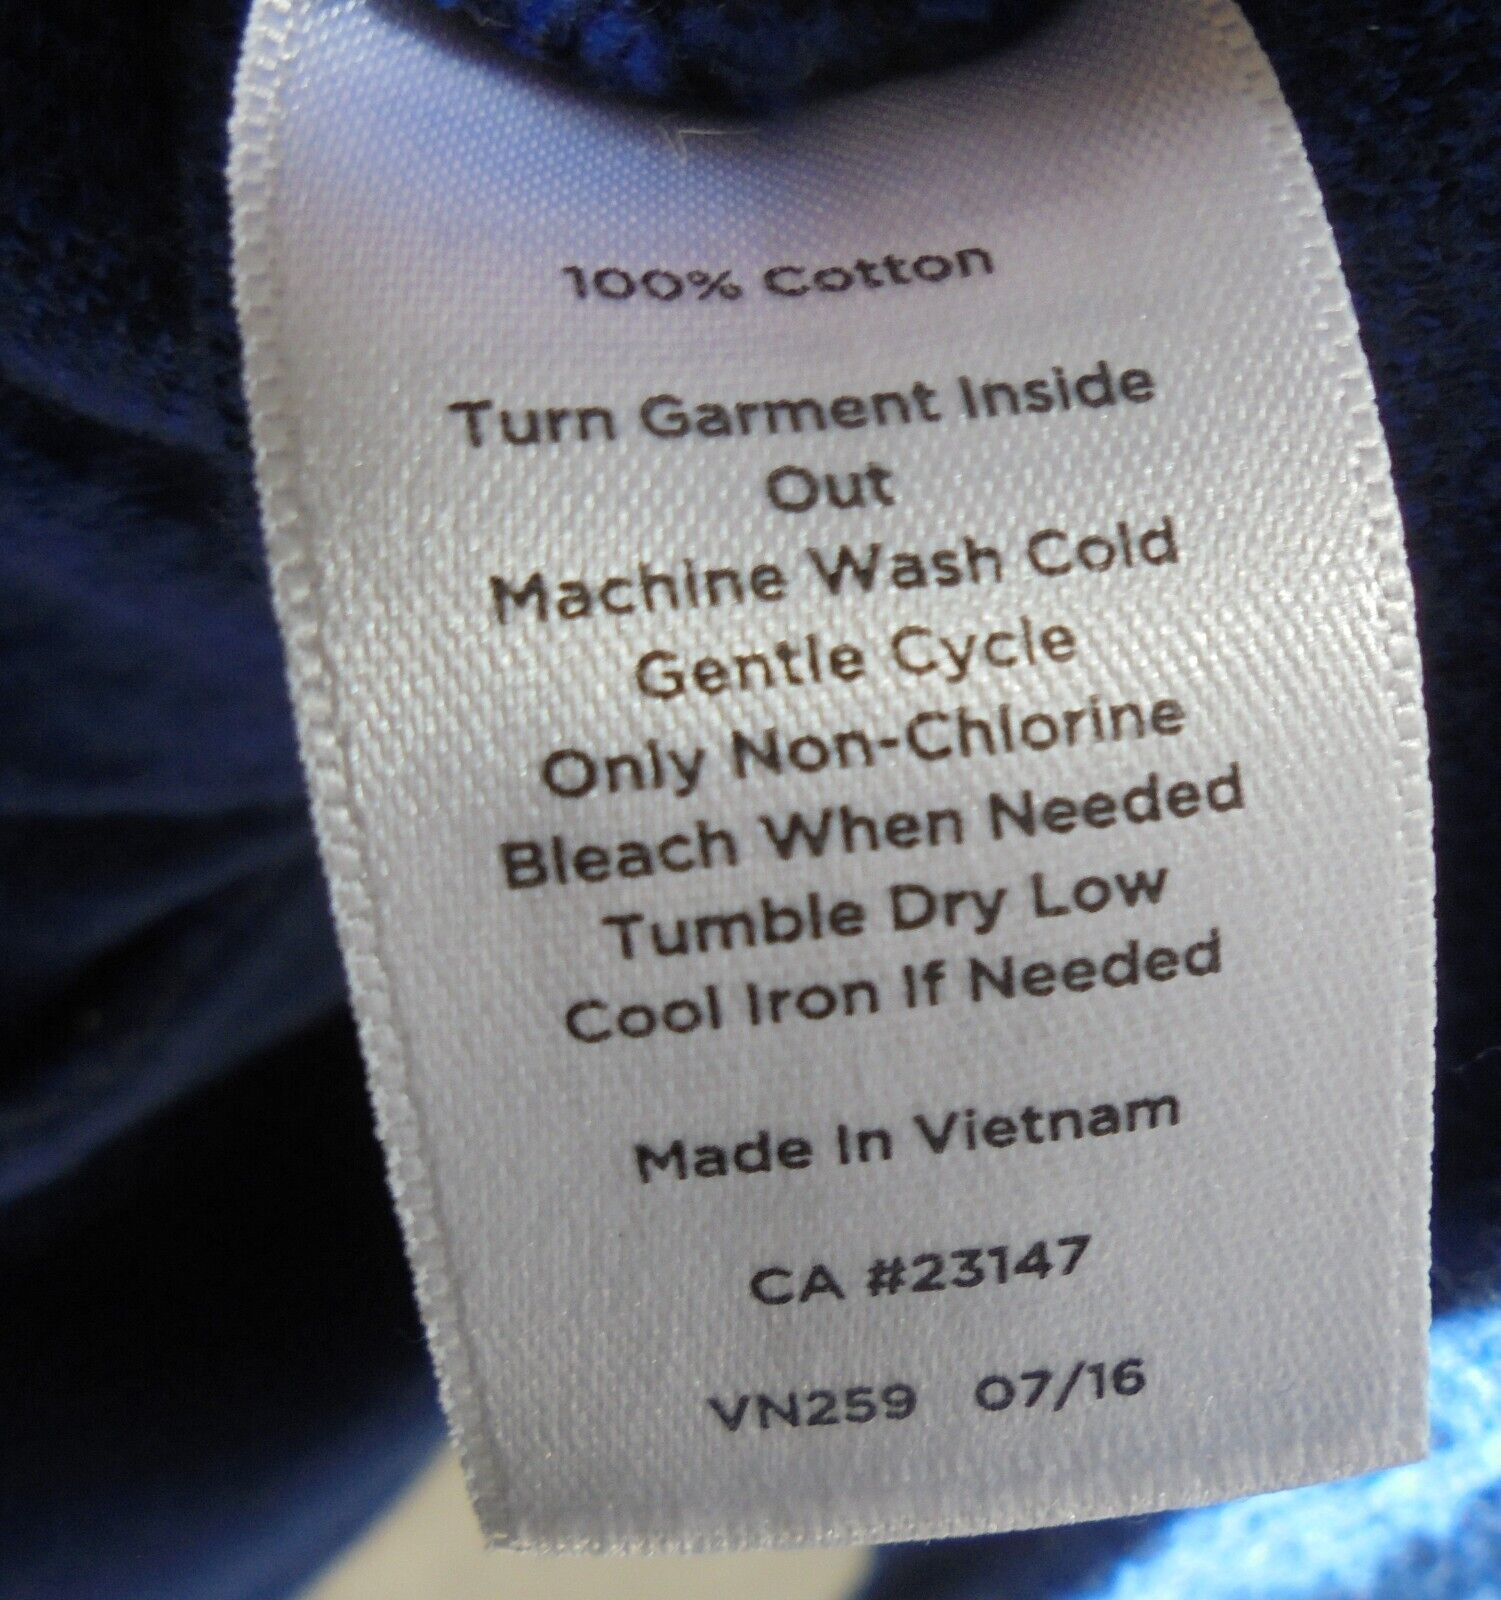 100% Cotton
Turn Garment Inside
Out
Machine Wash Cold
Gentle Cycle
Only Non-Chlorine
Bleach When Needed
Tumble Dry Low
Cool Iron If Needed
Made In Vietnam
CA #23147
VN259 07/16